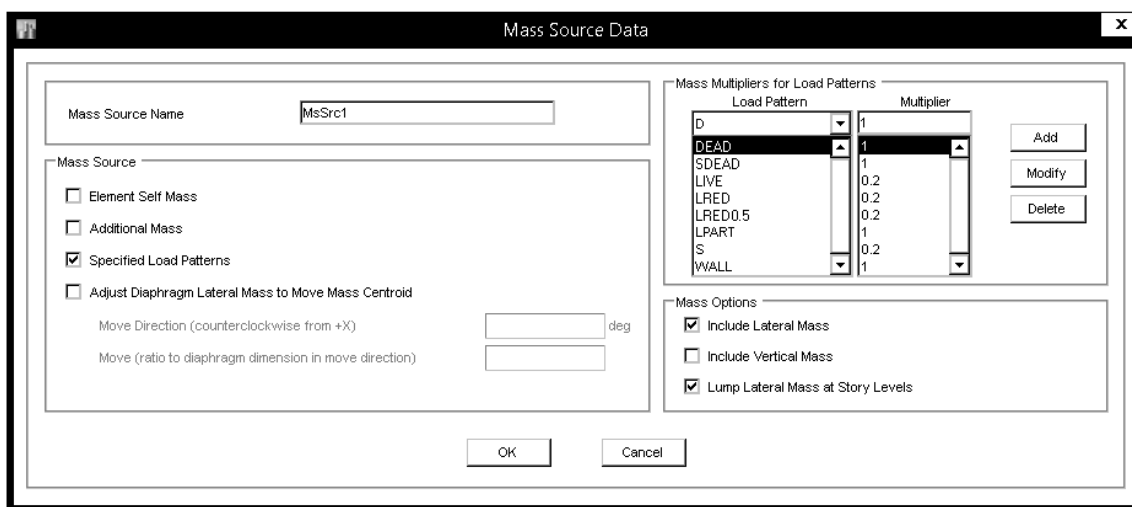 Mass Source Data
x
Mass Source Name
MsSrc1
Mass Source
Element Self Mass
Additional Mass
Specified Load Patterns
Adjust Diaphragm Lateral Mass to Move Mass Centroid
Move Direction (counterclockwise from +X)
deg
Move (ratio to diaphragm dimension in move direction)
Mass Multipliers for Load Patterns
Load Pattern Multiplier
D 1
DEAD 1
SDEAD 1
LIVE 0.2
LRED 0.2
LRED0.5 0.2
LPART 1
S 0.2
WALL 1
Add
Modify
Delete
Mass Options
Include Lateral Mass
Include Vertical Mass
Lump Lateral Mass at Story Levels
OK Cancel